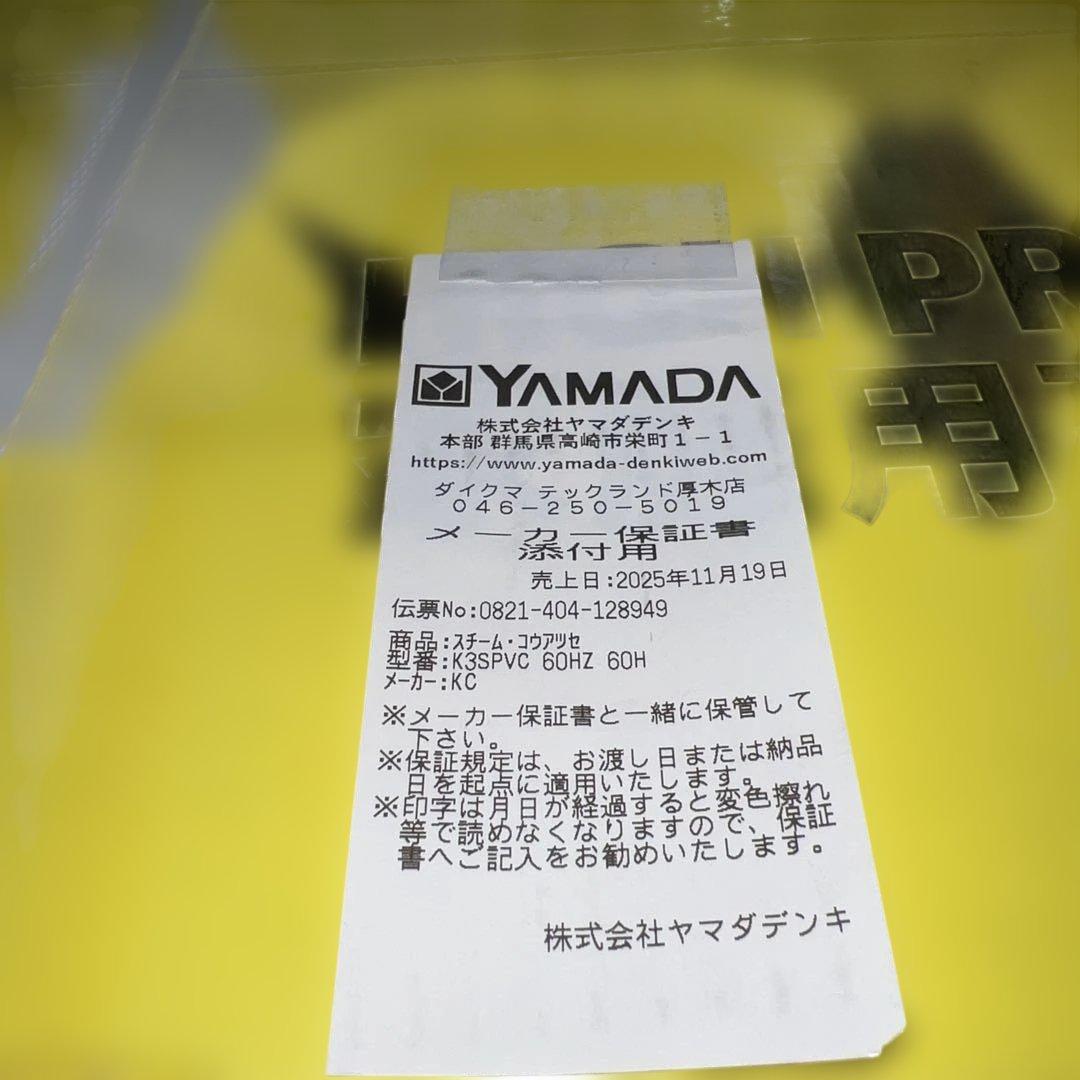 YAMADA
株式会社ヤマダデンキ
本部 群馬県高崎市栄町1-1
https://www.yamada-denkiweb.com
ダイクマ テックランド厚木店
046-250-5019
メーカー保証書
添付用
売上日:2025年11月19日
伝票No:0821-404-128949
商品:スチーム・コウアツセ
型番:K3SPVC 60HZ 60H
メーカー:KC
※メーカー保証書と一緒に保管して
下さい。
※保証規定は、お渡し日または納品
日を起点に適用いたします。
※印字は月日が経過すると変色擦れ
等で読めなくなりますので、保証
書へご記入をお勧めいたします。
株式会社ヤマダデンキ
PR
用